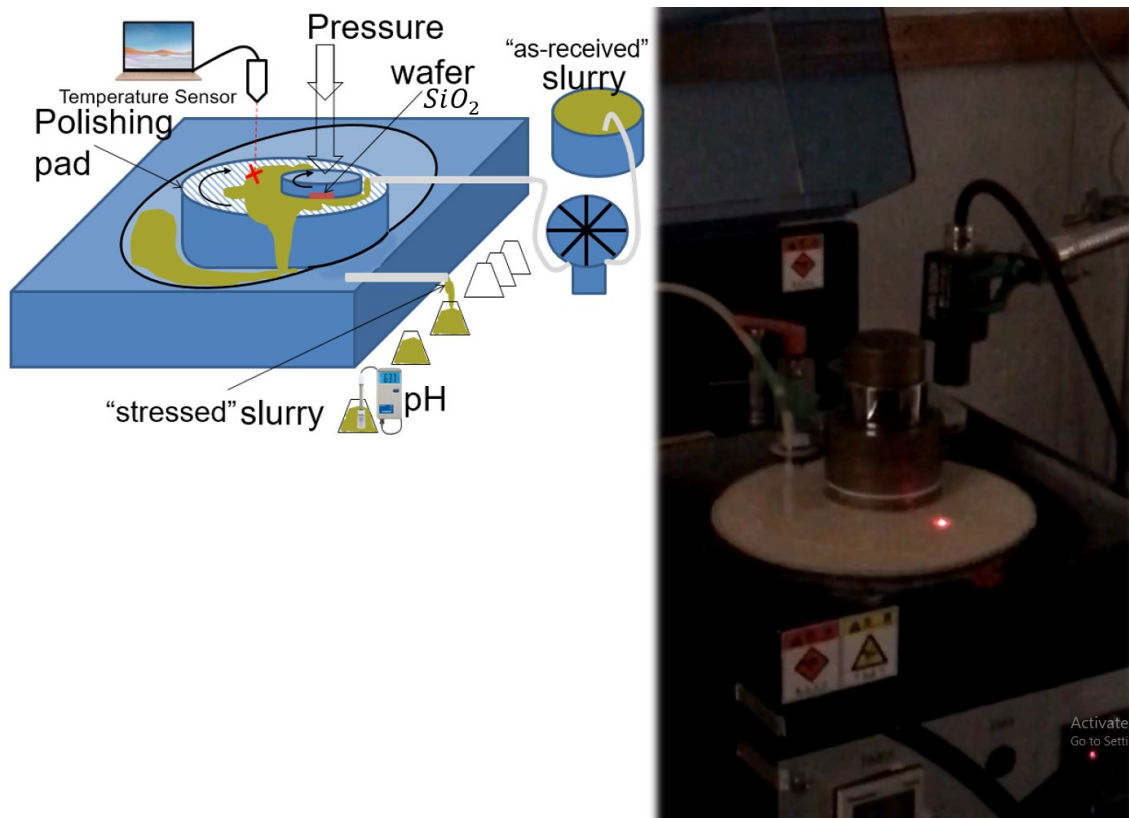 Pressure
"as-received"
slurry
wafer
SiO₂
Temperature Sensor
Polishing
pad
"stressed" slurry
pH
Activate
Go to Setti